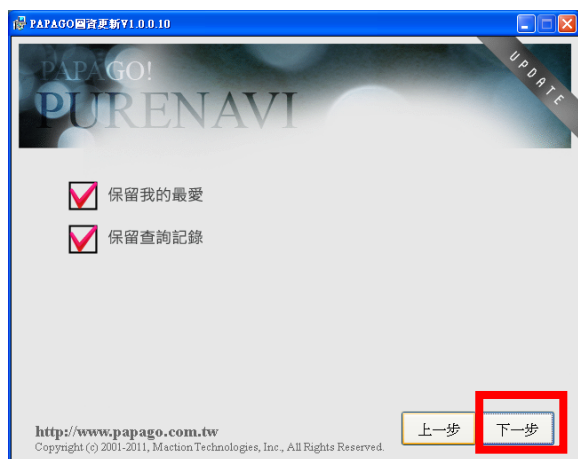 PAPAGO圖資更新V1.0.0.10
PAPAGO!
PURENAVI
UPDATE
保留我的最愛
保留查詢記錄
上一步
下一步
http://www.papago.com.tw
Copyright (c) 2001-2011, Maction Technologies, Inc., All Rights Reserved.